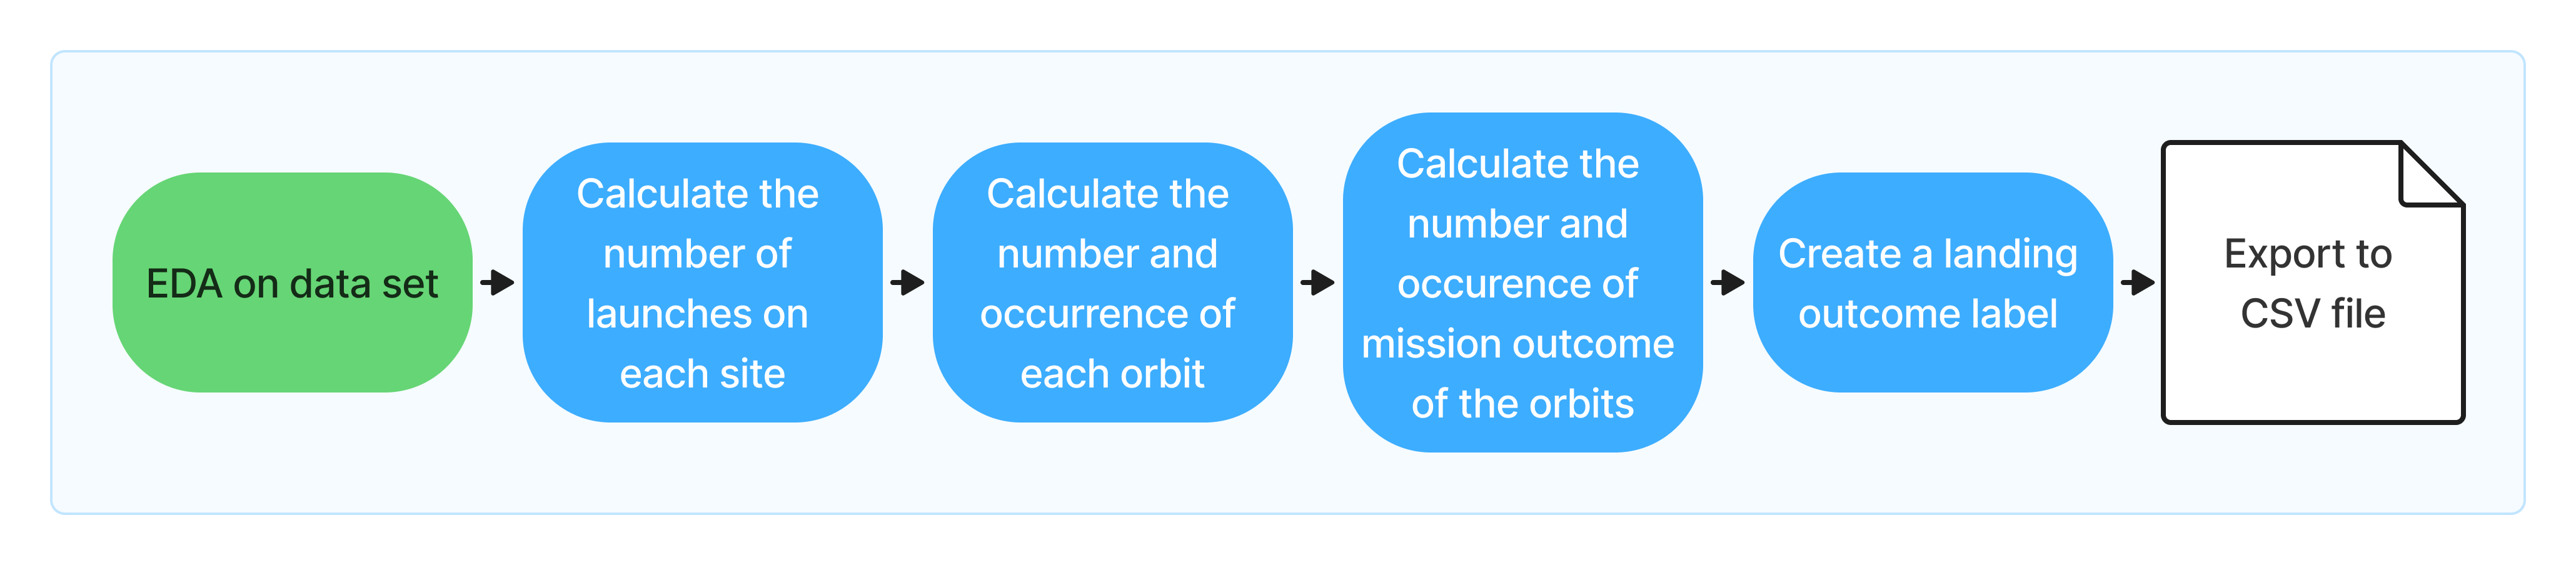 EDA on data set
Calculate the
number of
launches on
each site
Calculate the
number and
occurrence of
each orbit
Calculate the
number and
occurence of
mission outcome
of the orbits
Create a landing
outcome label
Export to
CSV file